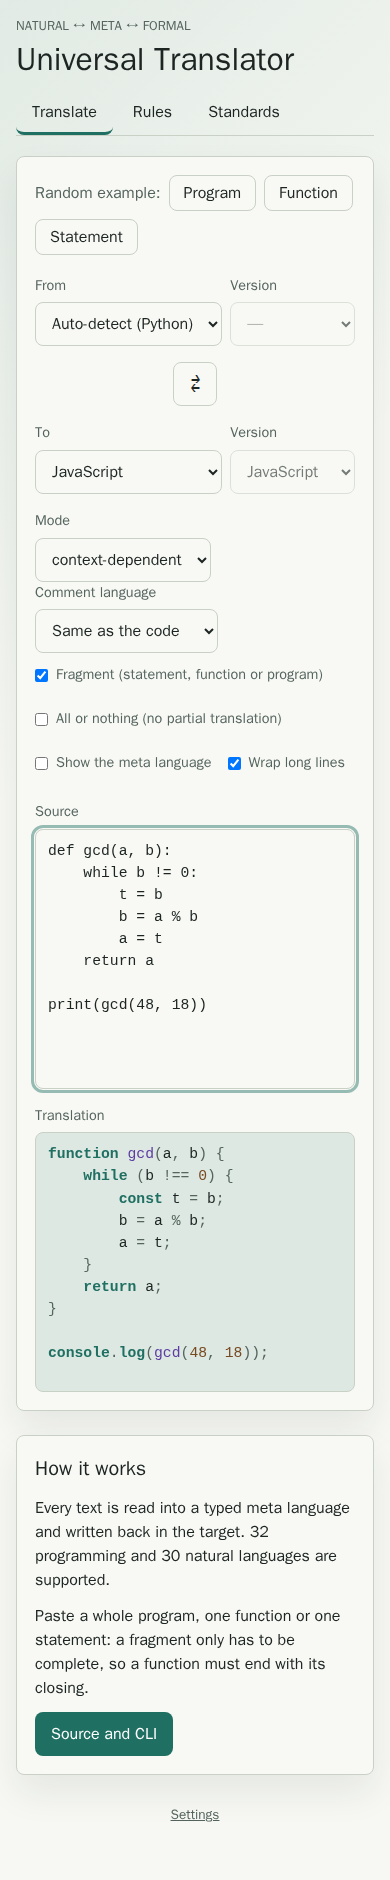 NATURAL ↔ META ↔ FORMAL
Universal Translator
Translate Rules Standards
Random example: Program Function
Statement
From Version
Auto-detect (Python) —
⇄
To Version
JavaScript JavaScript
Mode
context-dependent
Comment language
Same as the code
Fragment (statement, function or program)
All or nothing (no partial translation)
Show the meta language Wrap long lines
Source
def gcd(a, b):
    while b != 0:
        t = b
        b = a % b
        a = t
    return a

print(gcd(48, 18))
Translation
function gcd(a, b) {
    while (b !== 0) {
        const t = b;
        b = a % b;
        a = t;
    }
    return a;
}

console.log(gcd(48, 18));
How it works
Every text is read into a typed meta language
and written back in the target. 32
programming and 30 natural languages are
supported.
Paste a whole program, one function or one
statement: a fragment only has to be
complete, so a function must end with its
closing.
Source and CLI
Settings